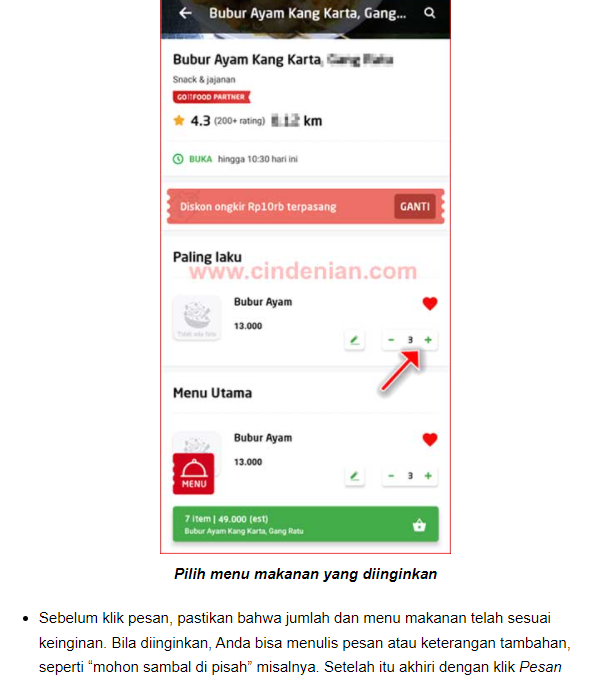 Bubur Ayam Kang Karta, Gang...
Bubur Ayam Kang Karta,
Snack & jajanan
GOFOOD PARTNER
4.3 (200+ rating) km
BUKA hingga 10:30 hari ini
Diskon ongkir Rp10rb terpasang GANTI
Paling laku
www.cindenian.com
Bubur Ayam
13.000
- 3 +
Menu Utama
Bubur Ayam
13.000
MENU
- 3 +
7 item | 49.000 (est)
Bubur Ayam Kang Karta, Gang Ratu
Pilih menu makanan yang diinginkan
• Sebelum klik pesan, pastikan bahwa jumlah dan menu makanan telah sesuai
keinginan. Bila diinginkan, Anda bisa menulis pesan atau keterangan tambahan,
seperti “mohon sambal di pisah” misalnya. Setelah itu akhiri dengan klik Pesan